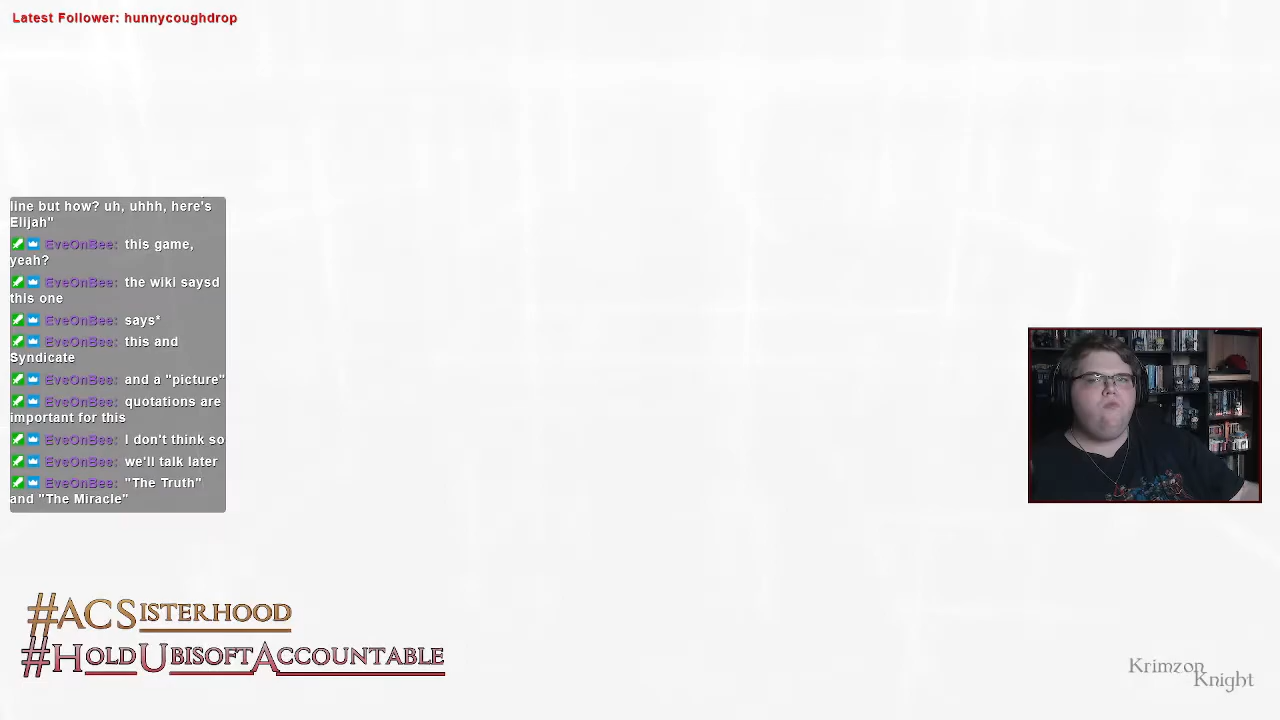 Latest Follower: hunnycoughdrop
line but how? uh, uhhh, here's
Elijah"
EveOnBee: this game,
yeah?
EveOnBee: the wiki saysd
this one
EveOnBee: says*
EveOnBee: this and
Syndicate
EveOnBee: and a "picture"
EveOnBee: quotations are
important for this
EveOnBee: I don't think so
EveOnBee: we'll talk later
EveOnBee: "The Truth"
and "The Miracle"
#ACSisterhood
#HoldUbisoftAccountable
Krimzon
Knight